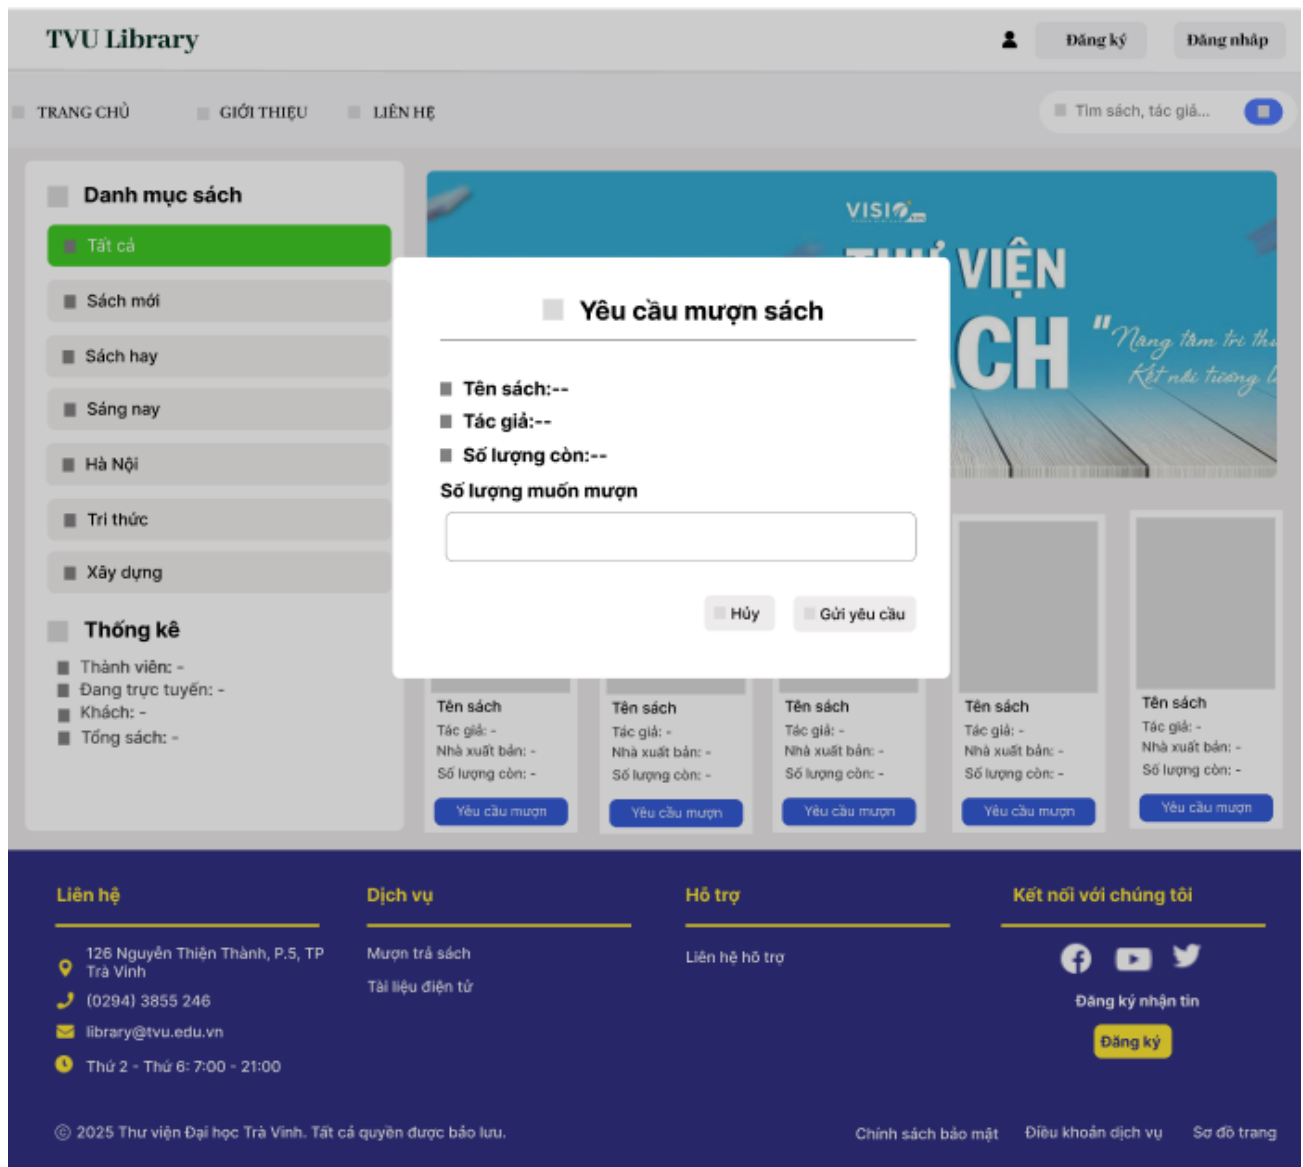 TVU Library
Đăng ký
Đăng nhâp
TRANG CHỦ
GIỚI THIỆU
LIÊN HỆ
Tìm sách, tác giả...
Danh mục sách
Tất cả
Sách mới
Sách hay
Sáng nay
Hà Nội
Tri thức
Xây dựng
Thống kê
Thành viên: -
Đang trực tuyến: -
Khách: -
Tổng sách: -
VISIO
THƯ VIỆN
CH
"Nâng tầm tri
Kết nối tương
Yêu cầu mượn sách
Tên sách:--
Tác giả:--
Số lượng còn:--
Số lượng muốn mượn
Hủy
Gửi yêu cầu
Tên sách
Tác giả: -
Nhà xuất bản: -
Số lượng còn: -
Yêu cầu mượn
Tên sách
Tác giả: -
Nhà xuất bản: -
Số lượng còn: -
Yêu cầu mượn
Tên sách
Tác giả: -
Nhà xuất bản: -
Số lượng còn: -
Yêu cầu mượn
Tên sách
Tác giả: -
Nhà xuất bản: -
Số lượng còn: -
Yêu cầu mượn
Tên sách
Tác giả: -
Nhà xuất bản: -
Số lượng còn: -
Yêu cầu mượn
Liên hệ
126 Nguyễn Thiện Thành, P.5, TP
Trà Vinh
(0294) 3855 246
library@tvu.edu.vn
Thứ 2 - Thứ 6: 7:00 - 21:00
Dịch vụ
Mượn trả sách
Tài liệu điện tử
Hỗ trợ
Liên hệ hỗ trợ
Kết nối với chúng tôi
Đăng ký nhận tin
Đăng ký
© 2025 Thư viện Đại học Trà Vinh. Tất cả quyền được bảo lưu.
Chính sách bảo mật
Điều khoản dịch vụ
Sơ đồ trang